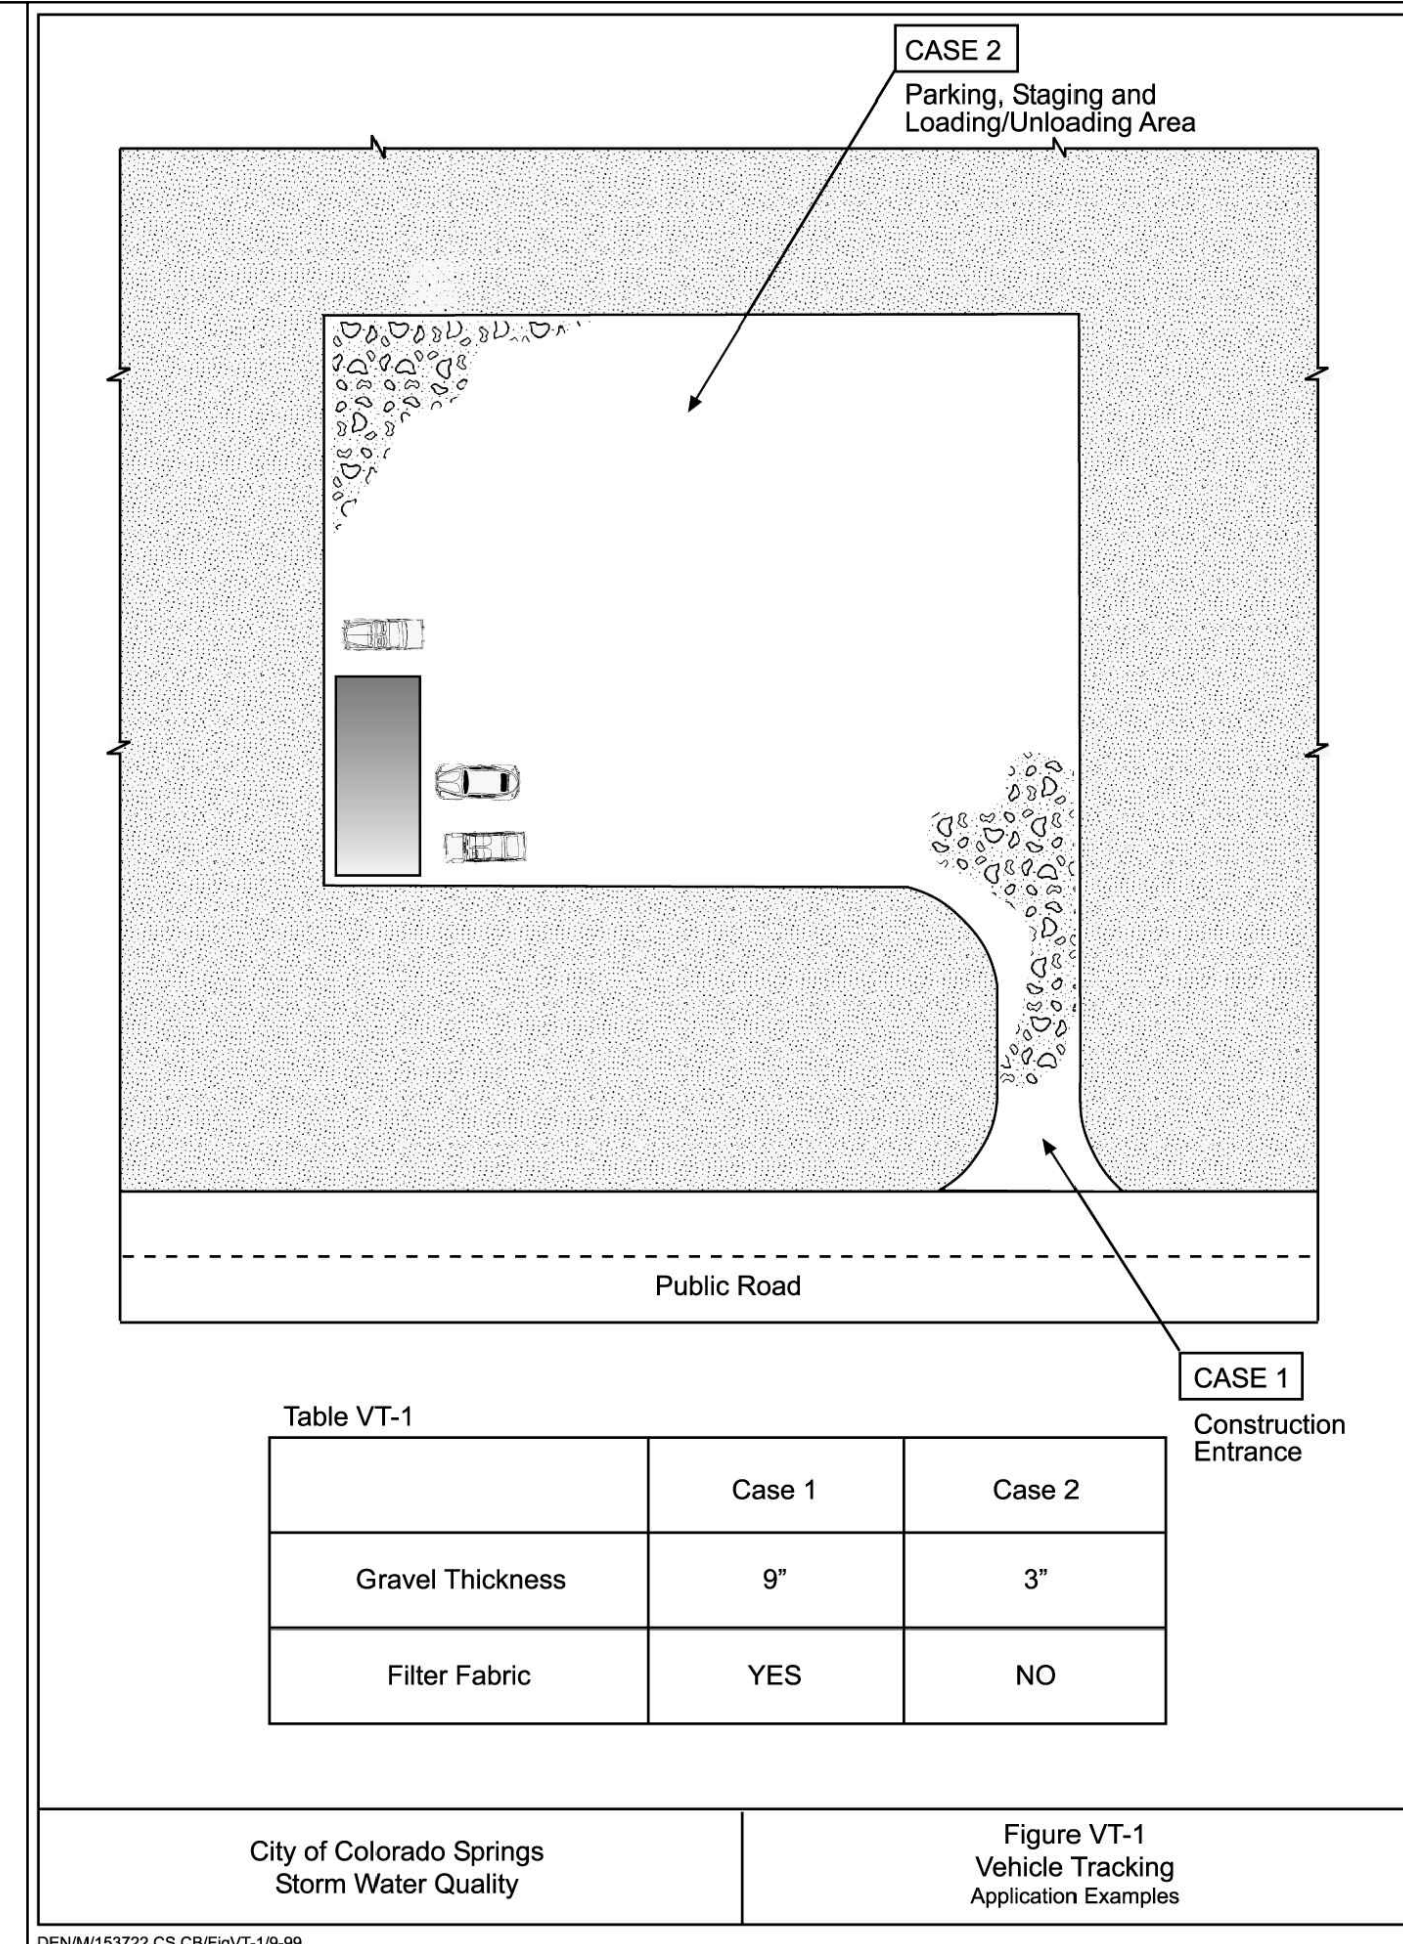 CASE 2
Parking, Staging and
Loading/Unloading Area
Public Road
CASE 1
Construction
Entrance
Table VT-1
Case 1 Case 2
Gravel Thickness 9” 3”
Filter Fabric YES NO
City of Colorado Springs
Storm Water Quality
Figure VT-1
Vehicle Tracking
Application Examples
DEN/M/153722.CS.CB/FigVT-1/9-99